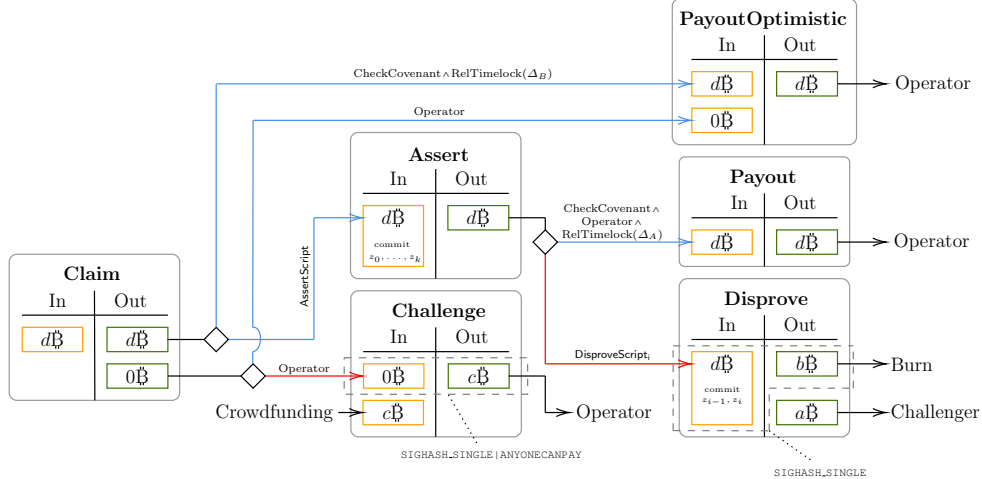 PayoutOptimistic
In Out
CheckCovenant ∧ RelTimelock(Δ_B)
d₿ d₿ Operator
Operator
0₿
Assert
In Out
d₿ d₿
commit
z_0, . . . , z_k
AssertScript
CheckCovenant ∧
Operator ∧
RelTimelock(Δ_A)
Payout
In Out
d₿ d₿ Operator
Claim
In Out
d₿ d₿
0₿
Operator
Challenge
In Out
0₿ c₿
Crowdfunding c₿ Operator
SIGHASH_SINGLE|ANYONECANPAY
DisproveScript_i
Disprove
In Out
d₿ b₿ Burn
commit
z_{i−1}, z_i
a₿ Challenger
SIGHASH_SINGLE